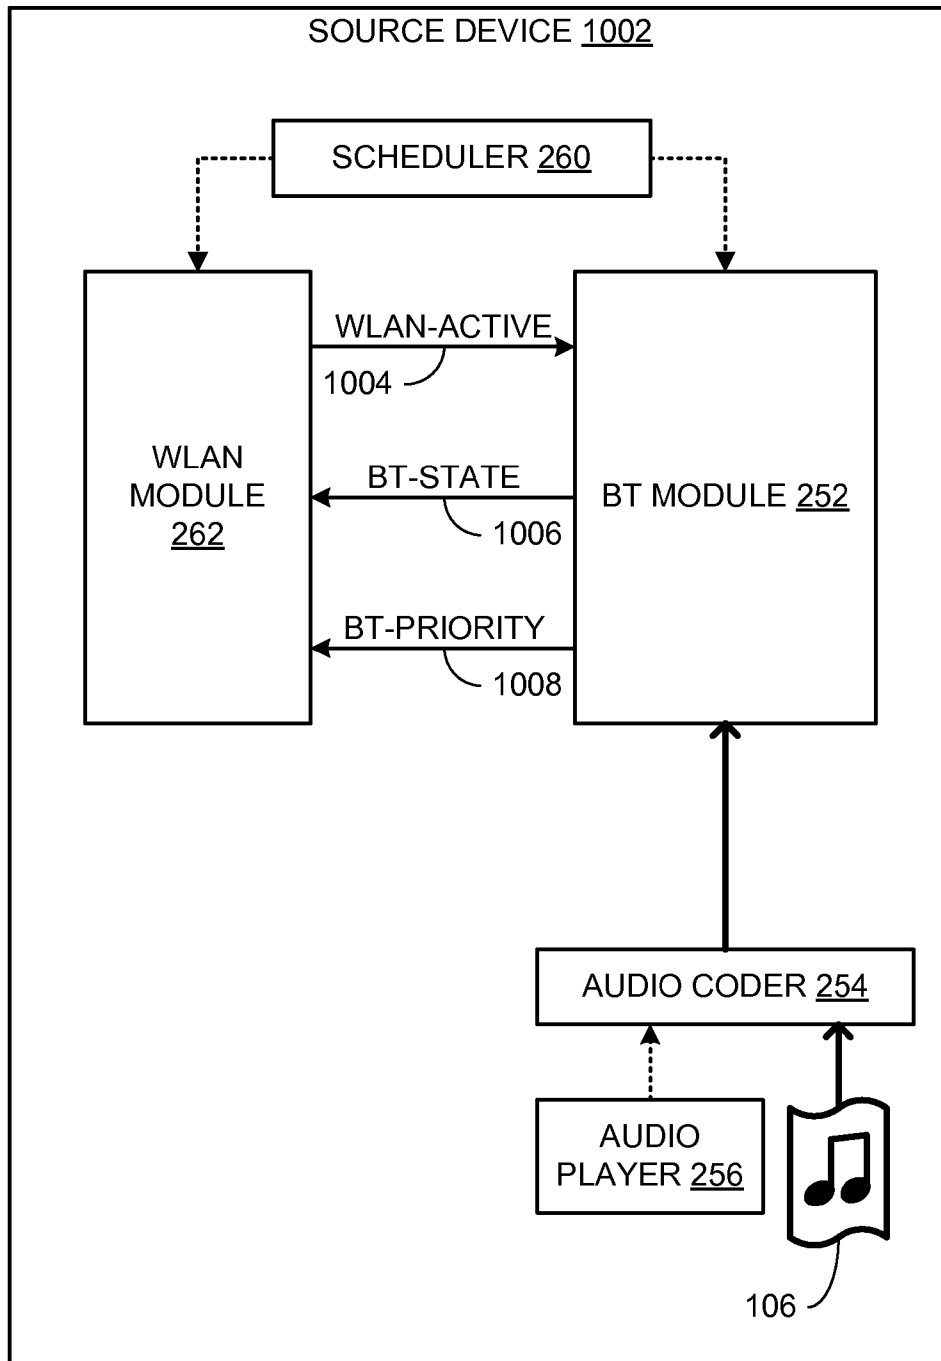 SOURCE DEVICE 1002
SCHEDULER 260
WLAN-ACTIVE
1004
WLAN
MODULE
262
BT-STATE
1006
BT MODULE 252
BT-PRIORITY
1008
AUDIO CODER 254
AUDIO
PLAYER 256
106